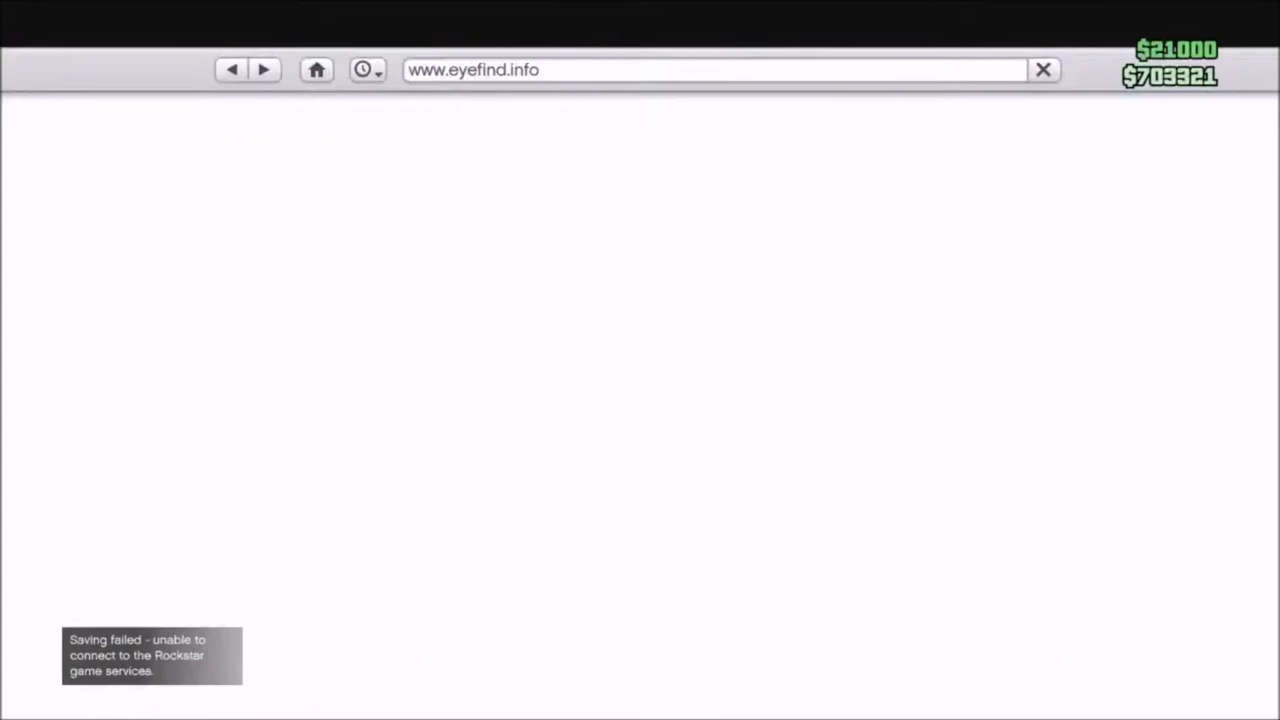 $21000
www.eyefind.info
$703321
Saving failed - unable to
connect to the Rockstar
game services.